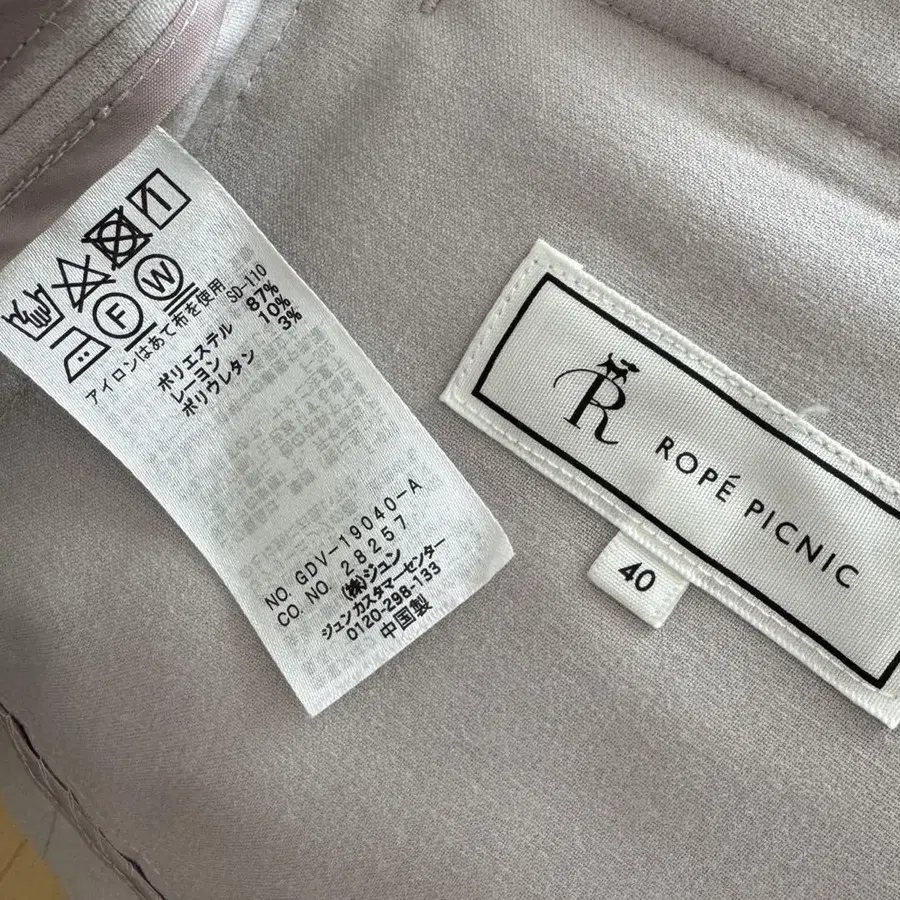 F W
アイロンはあて布を使用 SD-110
ポリエステル 87%
レーヨン 10%
ポリウレタン 3%
NO. GDV-19040-A
CO. NO. 28257
(株)ジュン
ジュンカスタマーセンター
0120-298-133
中国製
R
ROPÉ PICNIC
40